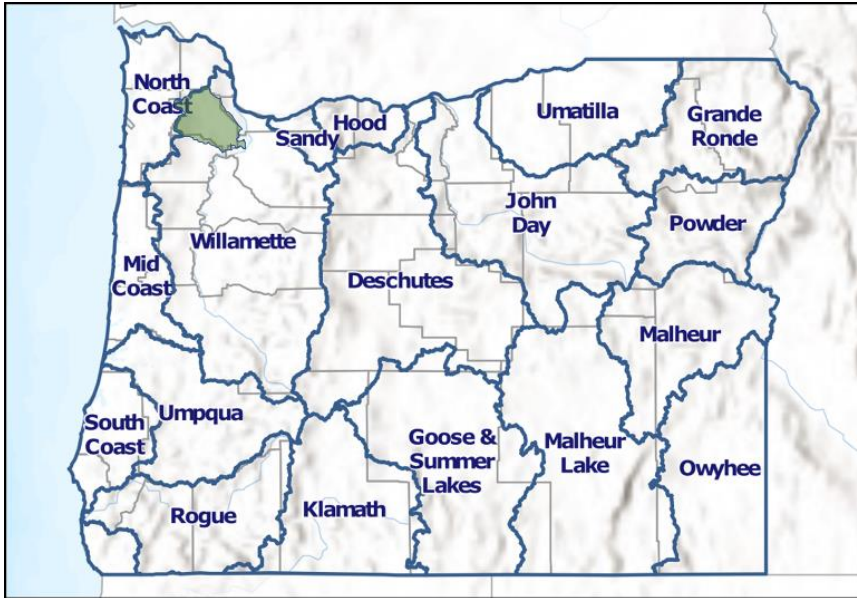 North
Coast
Sandy
Hood
Umatilla
Grande
Ronde
John
Day
Powder
Willamette
Mid
Coast
Deschutes
Malheur
South
Coast
Umpqua
Goose &
Summer
Lakes
Malheur
Lake
Owyhee
Rogue
Klamath